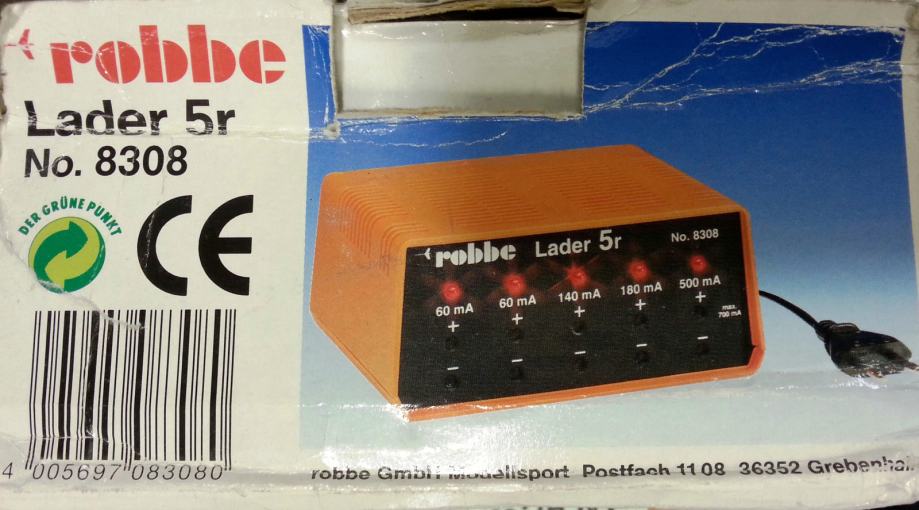 robbe
Lader 5r
No. 8308
DER GRÜNE PUNKT
CE
4 005697 083080
robbe Lader 5r No. 8308
60 mA 60 mA 140 mA 180 mA 500 mA
+ + + + +
max.
700 mA
- - - - -
robbe GmbH Modellsport Postfach 11 08 36352